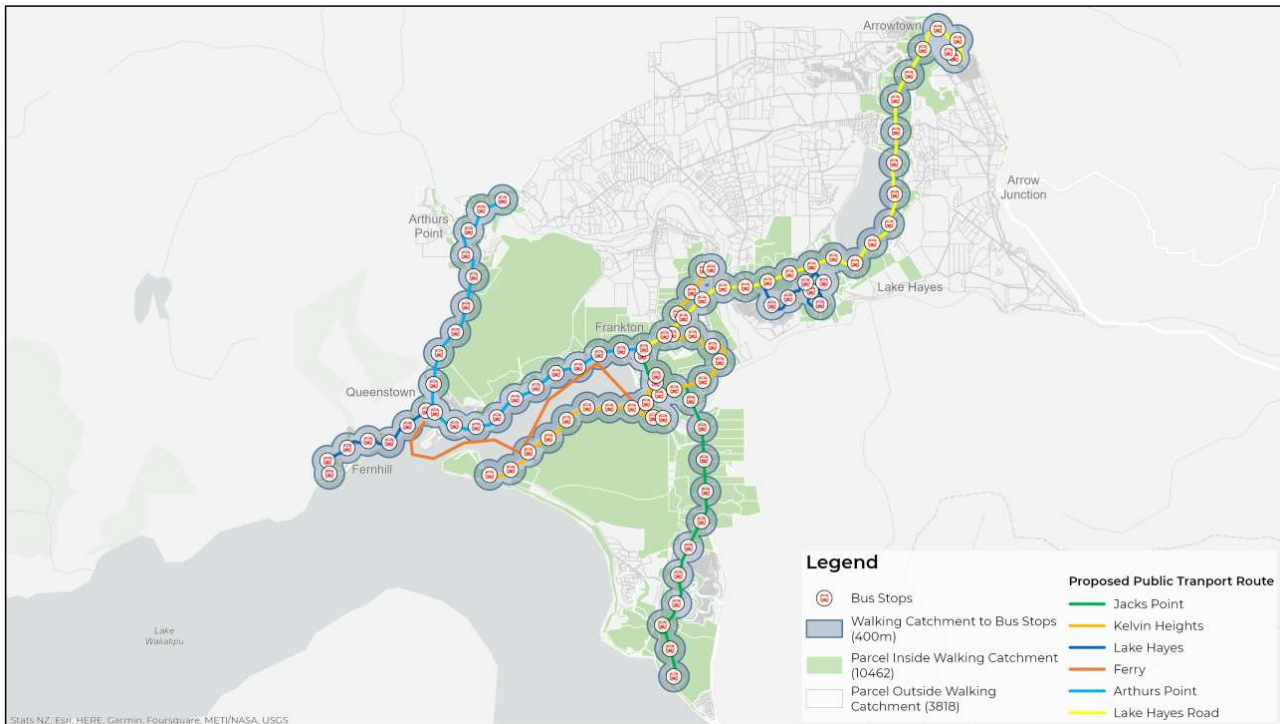 Arrowtown
Arthurs
Point
Arrow
Junction
Lake Hayes
Frankton
Queenstown
Fernhill
Lake
Wakatipu
Legend
Bus Stops
Walking Catchment to Bus Stops
(400m)
Parcel Inside Walking Catchment
(10462)
Parcel Outside Walking
Catchment (3818)
Proposed Public Tranport Route
Jacks Point
Kelvin Heights
Lake Hayes
Ferry
Arthurs Point
Lake Hayes Road
Stats NZ, Esri, HERE, Garmin, Foursquare, METI/NASA, USGS